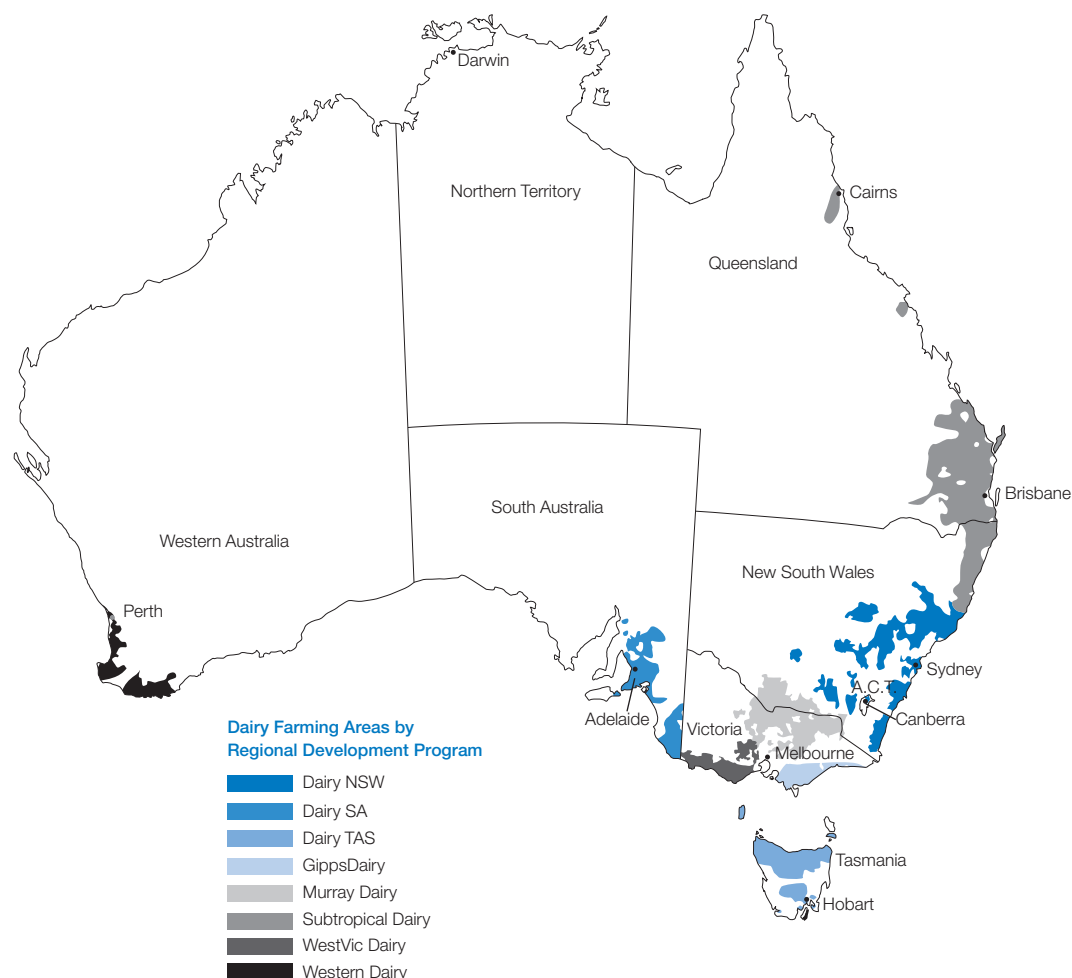 Darwin
Northern Territory
Cairns
Queensland
Brisbane
South Australia
Western Australia
New South Wales
Perth
Sydney
A.C.T.
Adelaide
Canberra
Victoria
Melbourne
Dairy Farming Areas by
Regional Development Program
Dairy NSW
Dairy SA
Dairy TAS
GippsDairy
Murray Dairy
Subtropical Dairy
WestVic Dairy
Western Dairy
Tasmania
Hobart